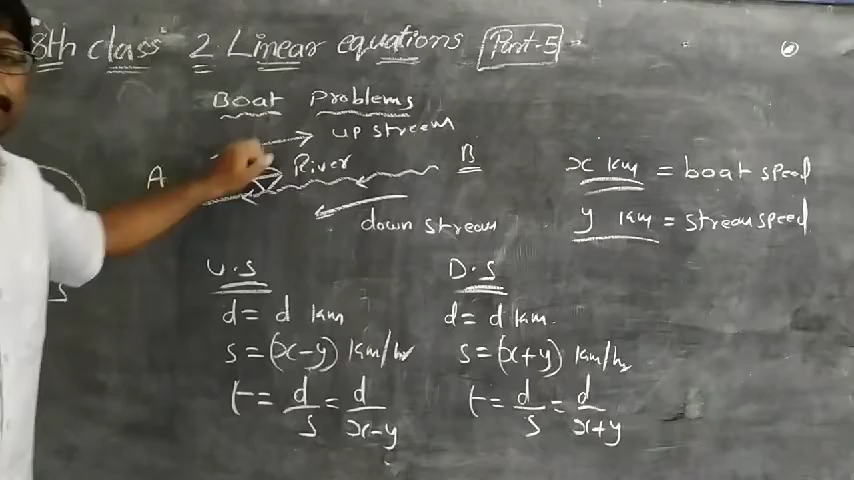 8th class 2. Linear equations Part-5
Boat Problems
up stream
A River B
down stream
x km = boat speed
y km = stream speed
U.S
d = d km
s = (x-y) km/hr
t = d/s = d/x-y
D.S
d = d km.
s = (x+y) km/hr
t = d/s = d/x+y
s